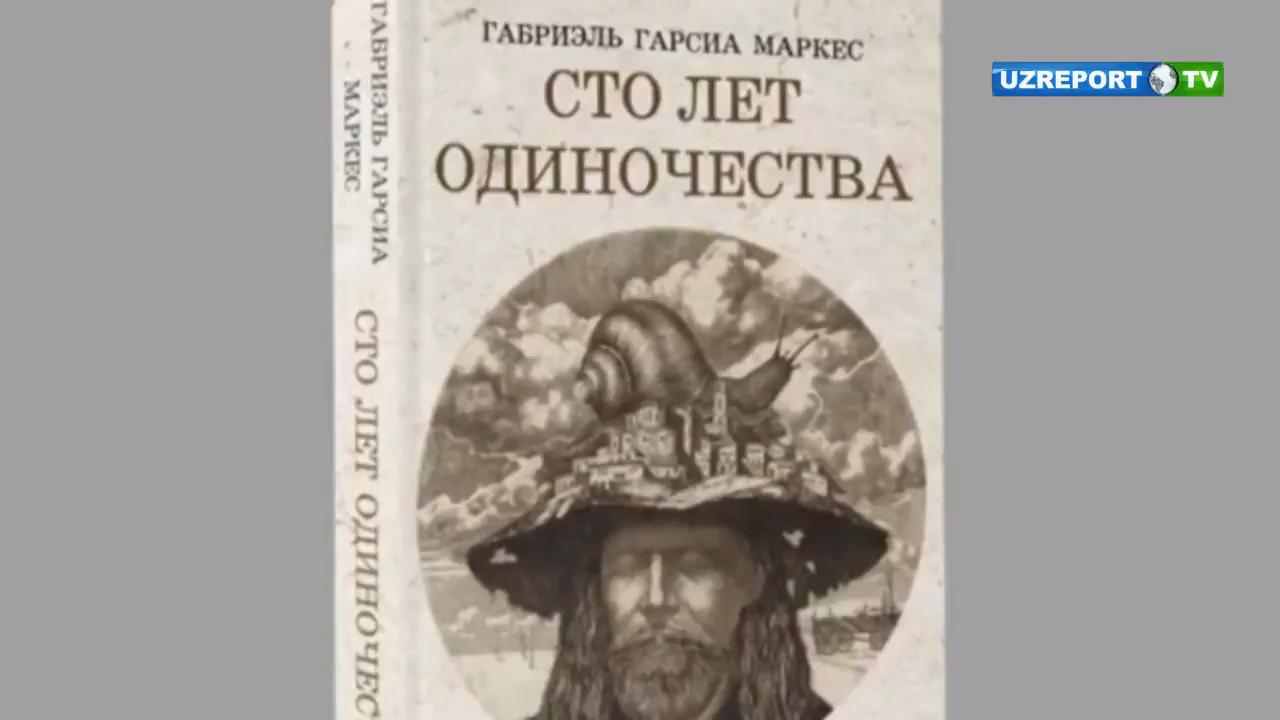 ГАБРИЭЛЬ ГАРСИА МАРКЕС
СТО ЛЕТ
ОДИНОЧЕСТВА
ГАБРИЭЛЬ ГАРСИА
МАРКЕС
СТО ЛЕТ ОДИНОЧЕС
UZREPORT TV